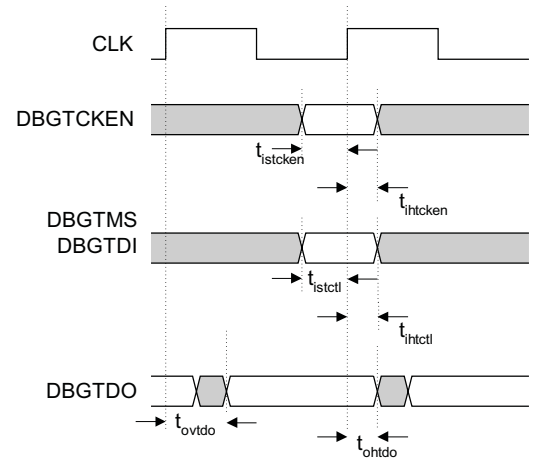 CLK
DBGTCKEN
tistcken
tihtcken
DBGTMS
DBGTDI
tistctl
tihtctl
DBGTDO
tovtdo
tohtdo